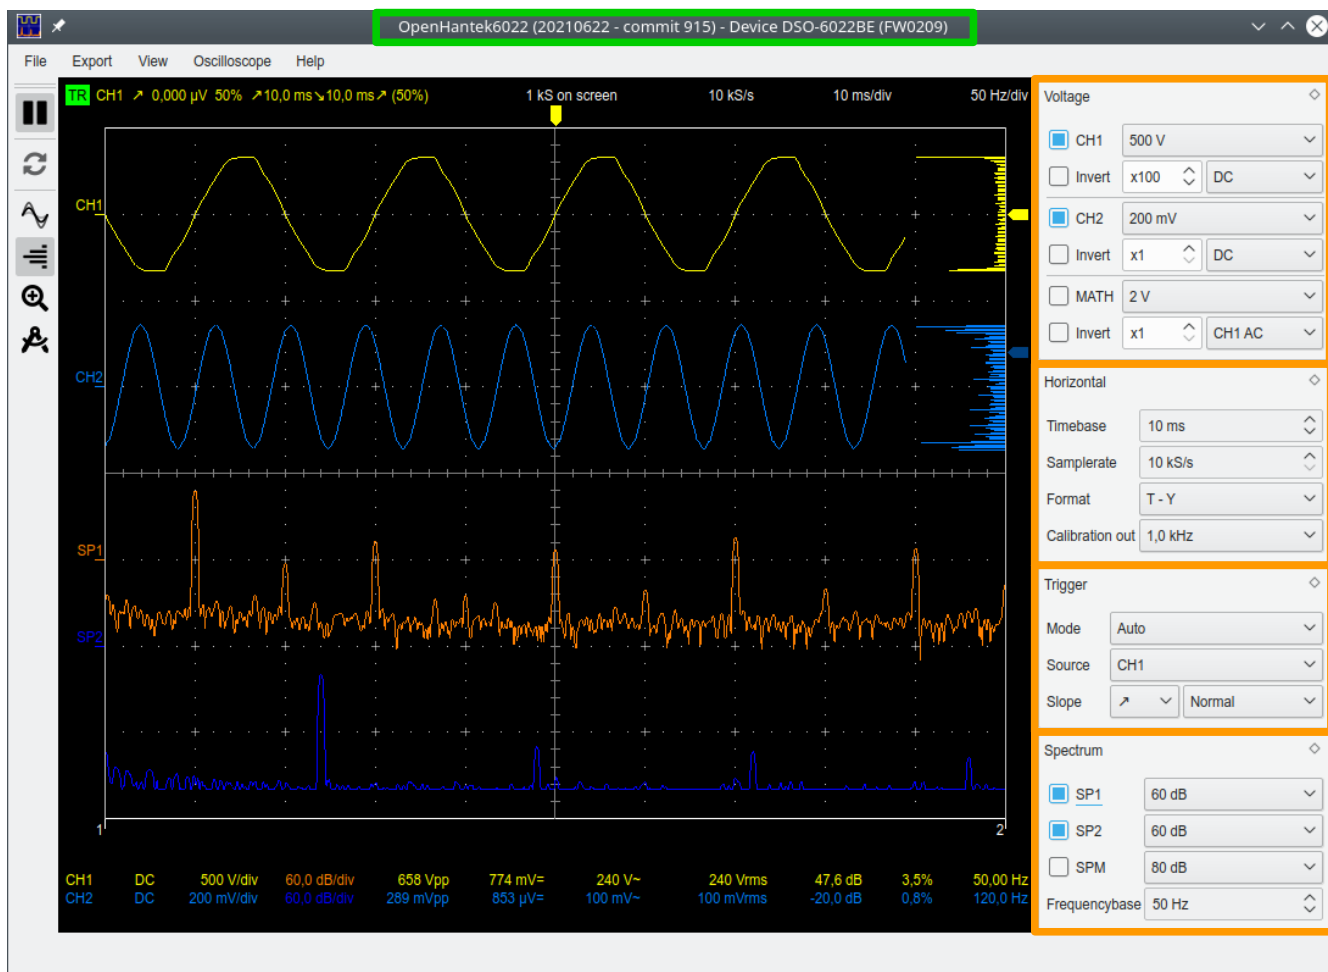 OpenHantek6022 (20210622 - commit 915) - Device DSO-6022BE (FW0209)
File Export View Oscilloscope Help
TR CH1 ↗ 0,000 µV 50% ↗10,0 ms↘10,0 ms↗ (50%) 1 kS on screen 10 kS/s 10 ms/div 50 Hz/div
CH1
CH2
SP1
SP2
1 2
CH1 DC 500 V/div 60,0 dB/div 658 Vpp 774 mV= 240 V~ 240 Vrms 47,6 dB 3,5% 50,00 Hz
CH2 DC 200 mV/div 60,0 dB/div 289 mVpp 853 µV= 100 mV~ 100 mVrms -20,0 dB 0,8% 120,0 Hz
Voltage
CH1 500 V
Invert x100 DC
CH2 200 mV
Invert x1 DC
MATH 2 V
Invert x1 CH1 AC
Horizontal
Timebase 10 ms
Samplerate 10 kS/s
Format T - Y
Calibration out 1,0 kHz
Trigger
Mode Auto
Source CH1
Slope ↗ Normal
Spectrum
SP1 60 dB
SP2 60 dB
SPM 80 dB
Frequencybase 50 Hz